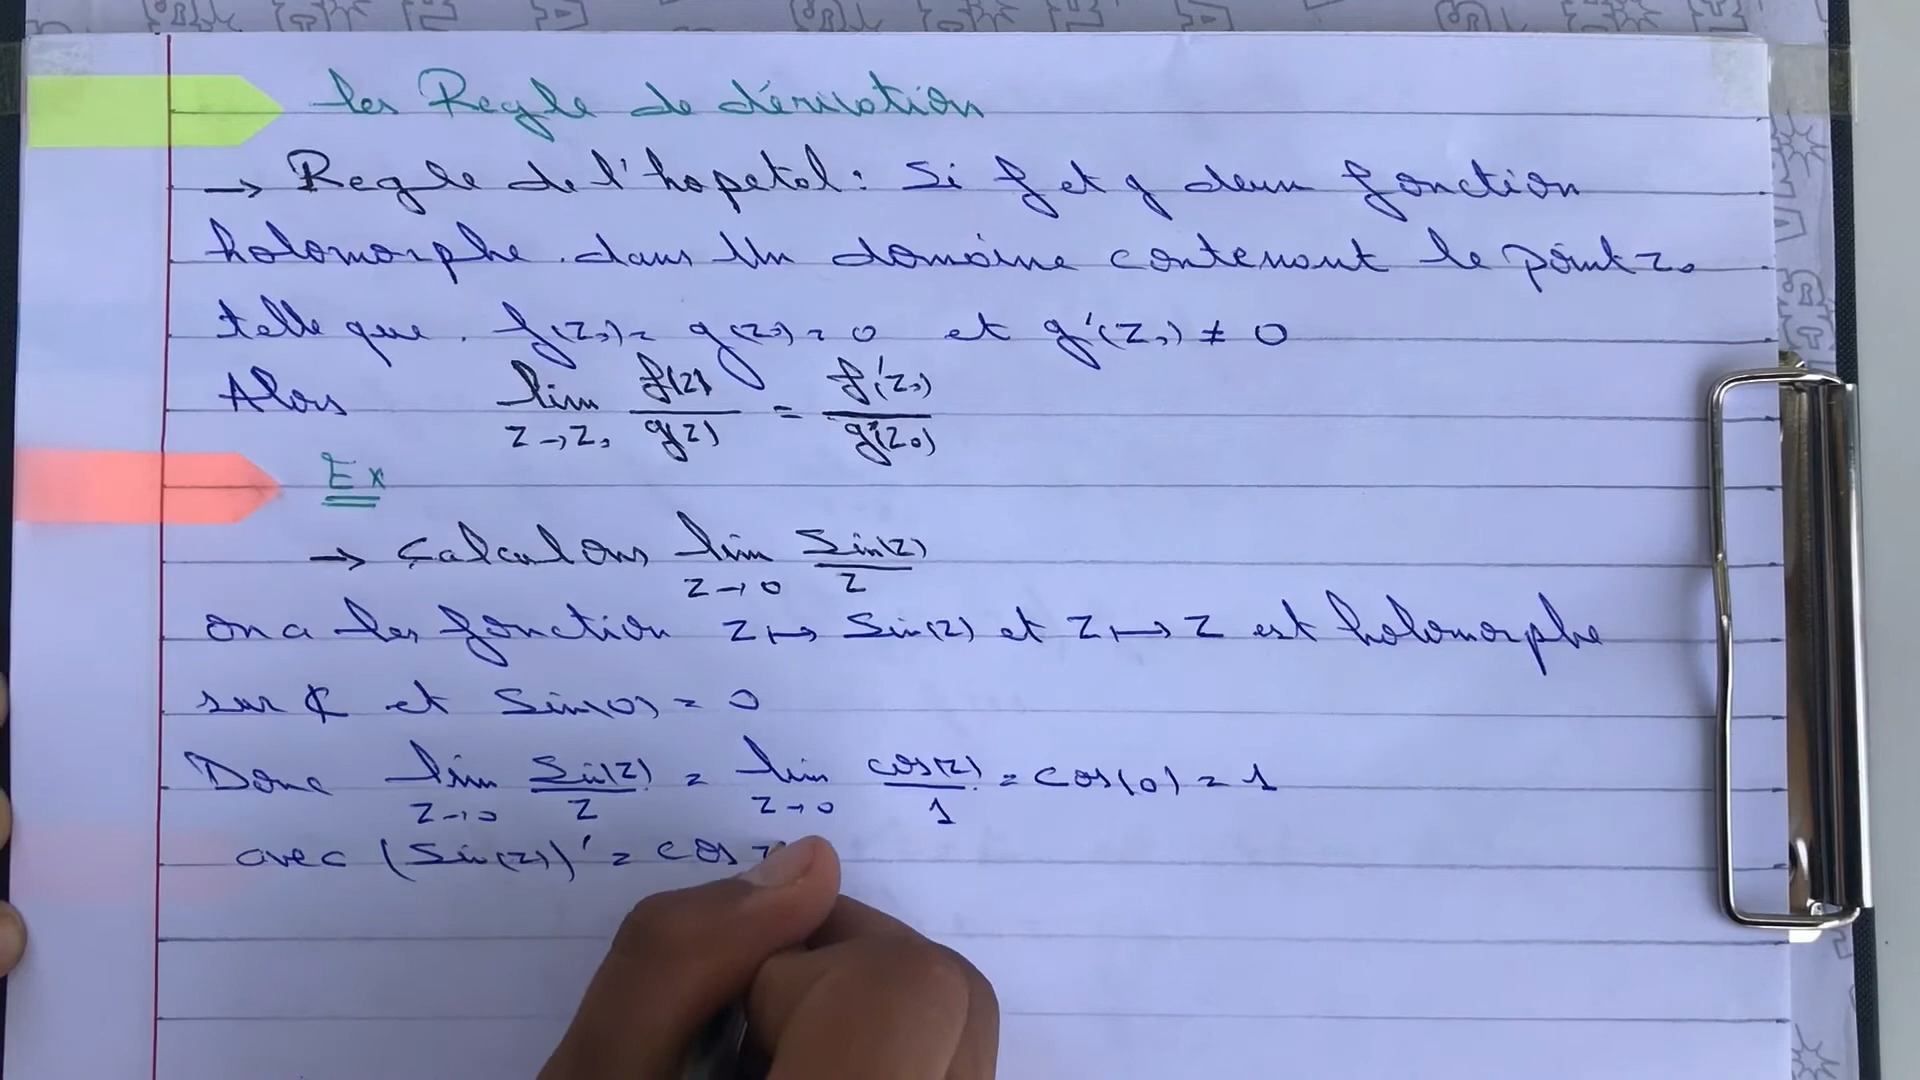 les Regle de dérivation
→ Regle de l'hopetal : Si f et g deux fonction
holomorphe . dans Un domaine contenant le point z₀
telle que . f(z₀) = g(z₀) = 0 et g'(z₀) ≠ 0
Alors lim z→z₀ f(z)/g(z) = f'(z₀)/g'(z₀)
Ex
→ Calculons lim z→0 Sin(z)/z
on a les fonction z ↦ Sin(z) et z ↦ z est holomorphe
sur ℂ et Sin(0) = 0
Donc lim z→0 Sin(z)/z = lim z→0 cos(z)/1 = cos(0) = 1
avec (Sin(z))' = cos z